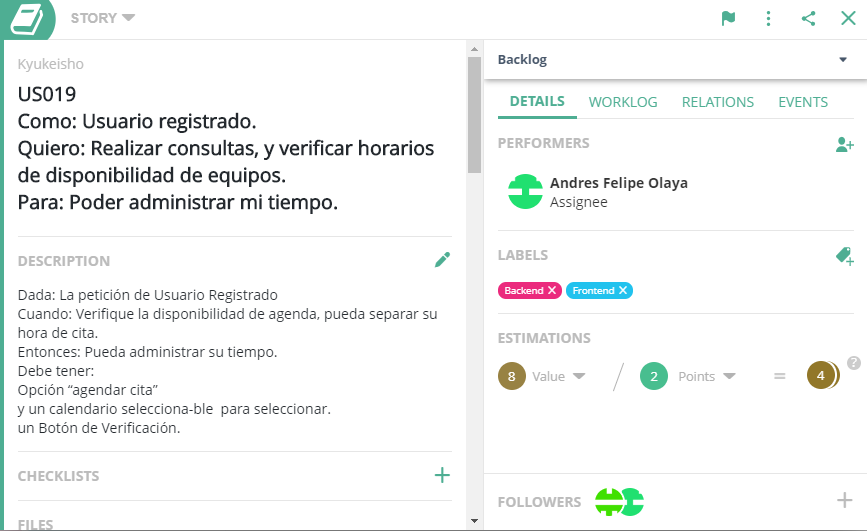 STORY
Kyukeisho
US019
Como: Usuario registrado.
Quiero: Realizar consultas, y verificar horarios
de disponibilidad de equipos.
Para: Poder administrar mi tiempo.
DESCRIPTION
Dada: La petición de Usuario Registrado
Cuando: Verifique la disponibilidad de agenda, pueda separar su
hora de cita.
Entonces: Pueda administrar su tiempo.
Debe tener:
Opción “agendar cita”
y un calendario selecciona-ble  para seleccionar.
un Botón de Verificación.
CHECKLISTS
FILES
Backlog
DETAILS WORKLOG RELATIONS EVENTS
PERFORMERS
Andres Felipe Olaya
Assignee
LABELS
Backend X Frontend X
ESTIMATIONS
8 Value / 2 Points = 4 ?
FOLLOWERS